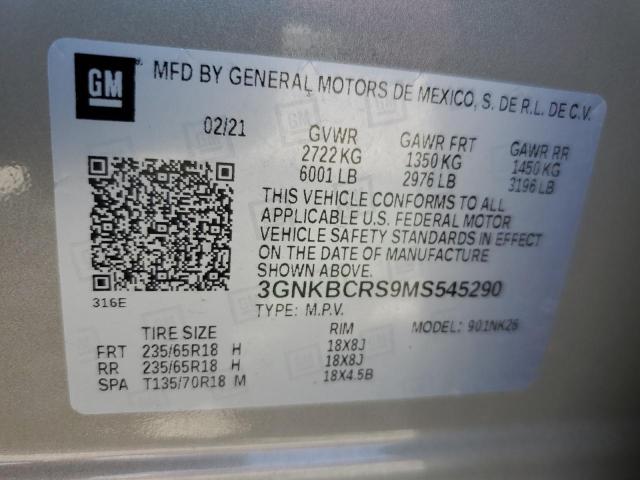 GM
MFD BY GENERAL MOTORS DE MEXICO, S. DE R.L. DE C.V.
02/21 GVWR GAWR FRT GAWR RR
2722 KG 1350 KG 1450 KG
6001 LB 2976 LB 3196 LB
THIS VEHICLE CONFORMS TO ALL
APPLICABLE U.S. FEDERAL MOTOR
VEHICLE SAFETY STANDARDS IN EFFECT
ON THE DATE OF MANUFACTURE
SHOWN ABOVE.
316E
3GNKBCRS9MS545290
TYPE: M.P.V. MODEL: 901NK26
TIRE SIZE RIM
FRT 235/65R18 H 18X8J
RR 235/65R18 H 18X8J
SPA T135/70R18 M 18X4.5B